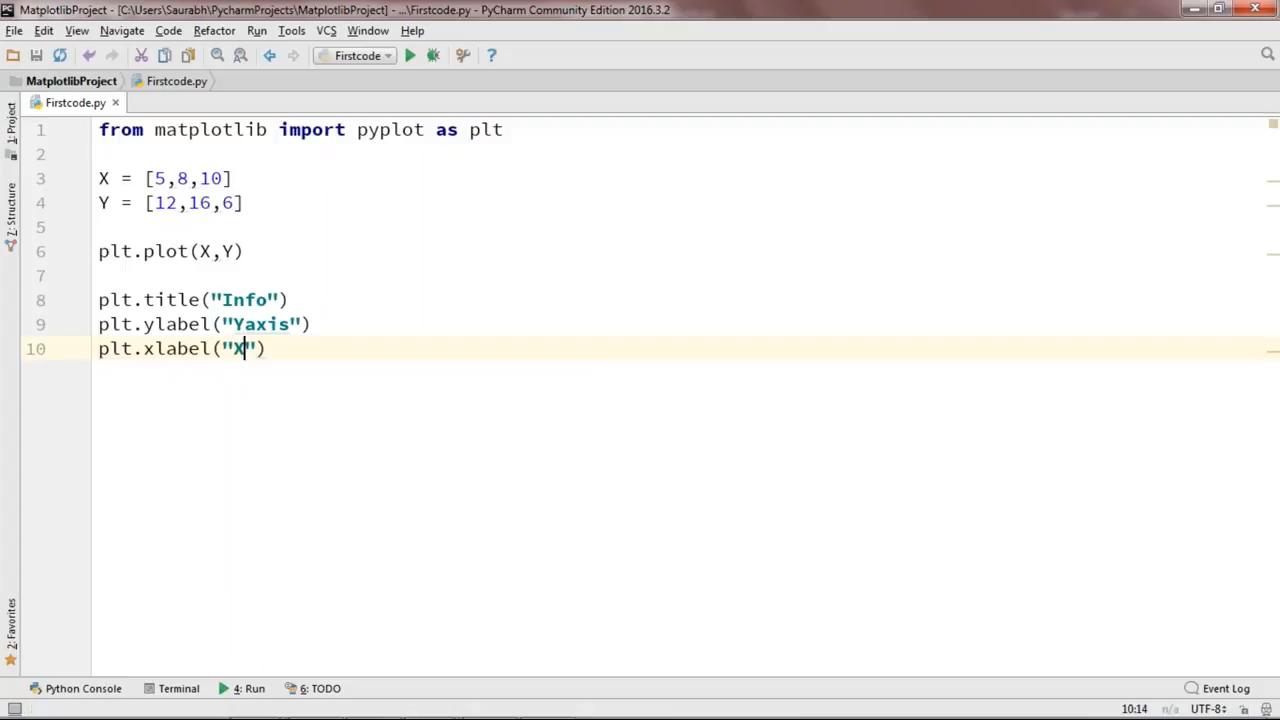 MatplotlibProject - [C:\Users\Saurabh\PycharmProjects\MatplotlibProject] - ...\Firstcode.py - PyCharm Community Edition 2016.3.2
File Edit View Navigate Code Refactor Run Tools VCS Window Help
Firstcode
MatplotlibProject Firstcode.py
Firstcode.py
1: Project
Z: Structure
2: Favorites
1 from matplotlib import pyplot as plt
2
3 X = [5,8,10]
4 Y = [12,16,6]
5
6 plt.plot(X,Y)
7
8 plt.title("Info")
9 plt.ylabel("Yaxis")
10 plt.xlabel("X")
Python Console Terminal 4: Run 6: TODO Event Log
10:14 n/a UTF-8